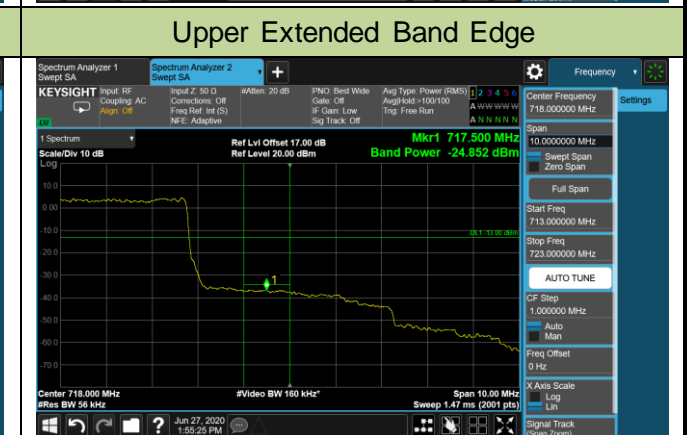 Upper Extended Band Edge
Spectrum Analyzer 1
Swept SA
Spectrum Analyzer 2
Swept SA
+
Frequency
KEYSIGHT
Input: RF
Coupling: AC
Align: Off
Input Z: 50 Ω
Corrections: Off
Freq Ref: Int (S)
NFE: Adaptive
#Atten: 20 dB
PNO: Best Wide
Gate: Off
IF Gain: Low
Sig Track: Off
Avg Type: Power (RMS)
Avg|Hold:>100/100
Trig: Free Run
1 2 3 4 5 6
A W W W W W
A N N N N N
Center Frequency
718.000000 MHz
Settings
Span
10.0000000 MHz
Swept Span
Zero Span
Full Span
Start Freq
713.000000 MHz
Stop Freq
723.000000 MHz
AUTO TUNE
CF Step
1.000000 MHz
Auto
Man
Freq Offset
0 Hz
X Axis Scale
Log
Lin
Signal Track
(Span Zoom)
1 Spectrum
Scale/Div 10 dB
Log
Ref Lvl Offset 17.00 dB
Ref Level 20.00 dBm
Mkr1 717.500 MHz
Band Power -24.852 dBm
10.0
0.00
-10.0
DL1 -13.00 dBm
-20.0
-30.0
1
-40.0
-50.0
-60.0
-70.0
Center 718.000 MHz
#Res BW 56 kHz
#Video BW 160 kHz*
Span 10.00 MHz
Sweep 1.47 ms (2001 pts)
?
Jun 27, 2020
1:55:25 PM